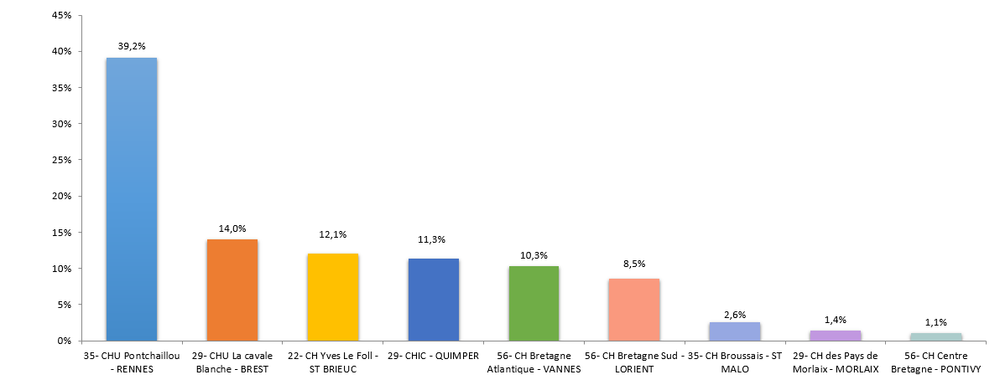 45%
40%
35%
30%
25%
20%
15%
10%
5%
0%
39,2%
14,0%
12,1%
11,3%
10,3%
8,5%
2,6%
1,4%
1,1%
35- CHU Pontchaillou
- RENNES
29- CHU La cavale
Blanche - BREST
22- CH Yves Le Foll -
ST BRIEUC
29- CHIC - QUIMPER
56- CH Bretagne
Atlantique - VANNES
56- CH Bretagne Sud -
LORIENT
35- CH Broussais - ST
MALO
29- CH des Pays de
Morlaix - MORLAIX
56- CH Centre
Bretagne - PONTIVY